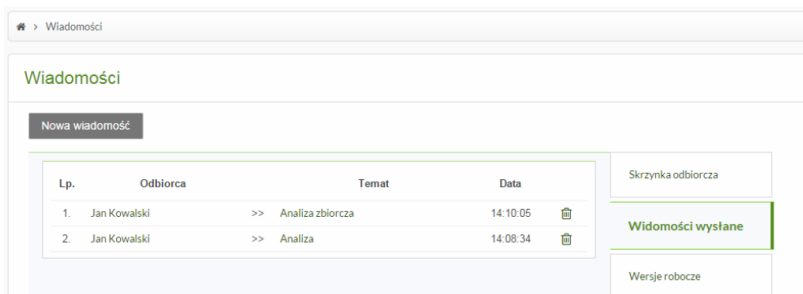 > Wiadomości
Wiadomości
Nowa wiadomość
Lp. Odbiorca Temat Data
1. Jan Kowalski >> Analiza zbiorcza 14:10:05
2. Jan Kowalski >> Analiza 14:08:34
Skrzynka odbiorcza
Widomości wysłane
Wersje robocze